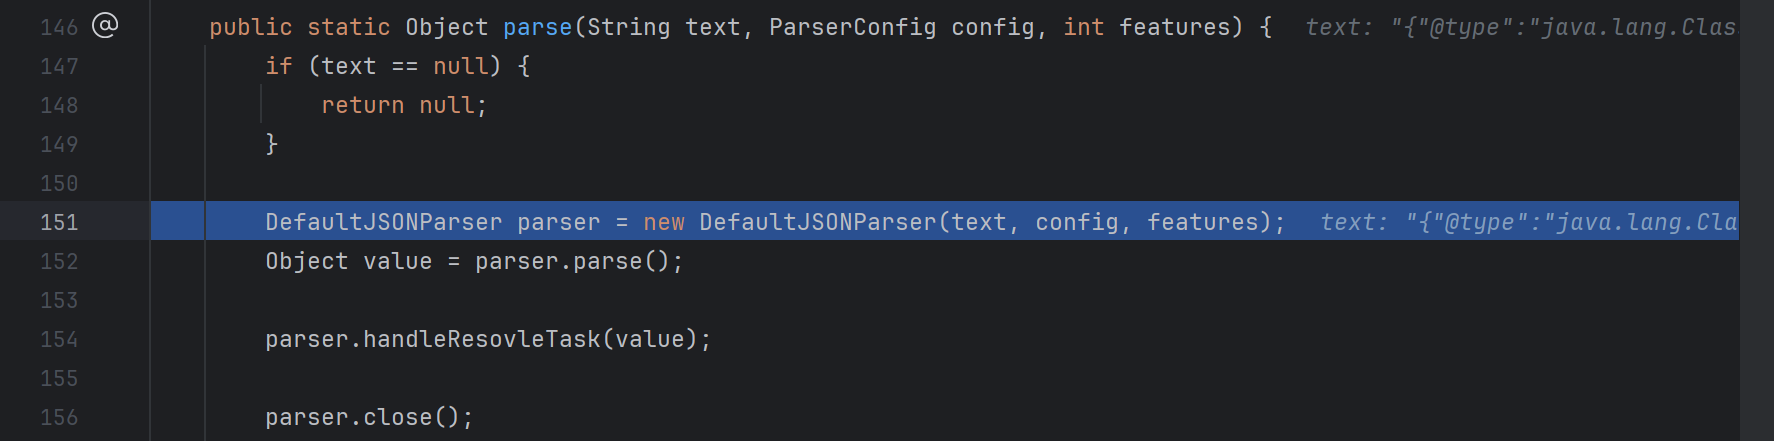 146 @ public static Object parse(String text, ParserConfig config, int features) { text: "{"@type":"java.lang.Clas
147 if (text == null) {
148 return null;
149 }
150
151 DefaultJSONParser parser = new DefaultJSONParser(text, config, features); text: "{"@type":"java.lang.Cla
152 Object value = parser.parse();
153
154 parser.handleResovleTask(value);
155
156 parser.close();